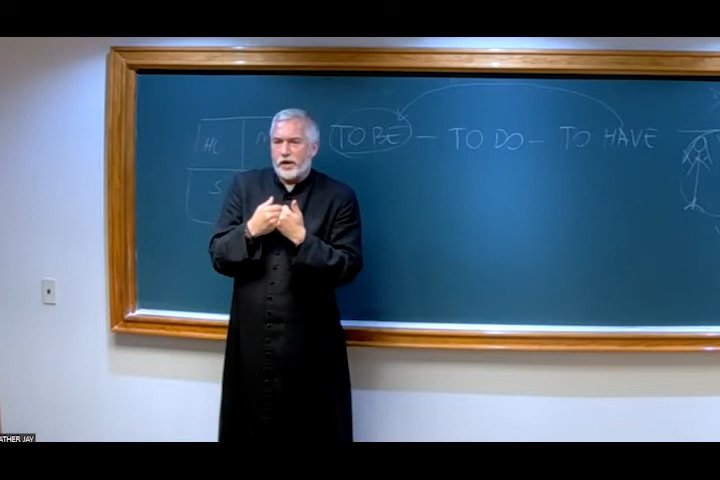 TO BE — TO DO — TO HAVE
HL
S
ATHER JAY